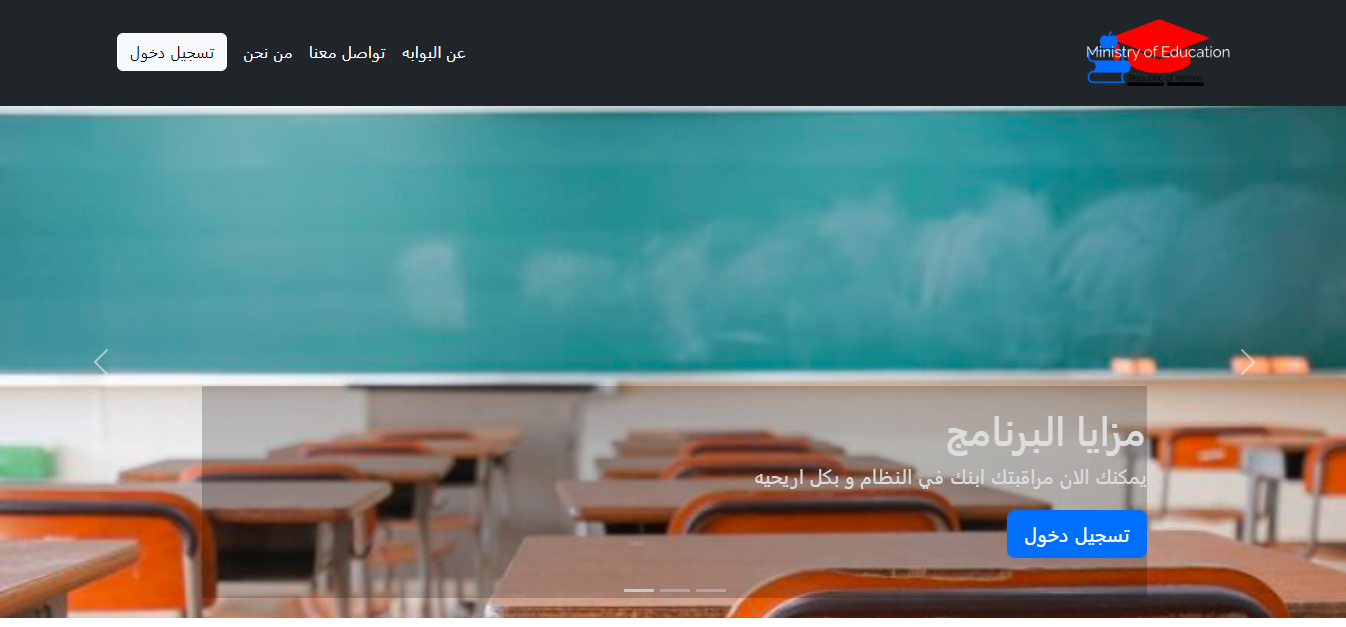 Ministry of Education
Republic of Yemen
عن البوابه
تواصل معنا
من نحن
تسجيل دخول
مزايا البرنامج
يمكنك الان مراقبتك ابنك في النظام و بكل اريحيه
تسجيل دخول